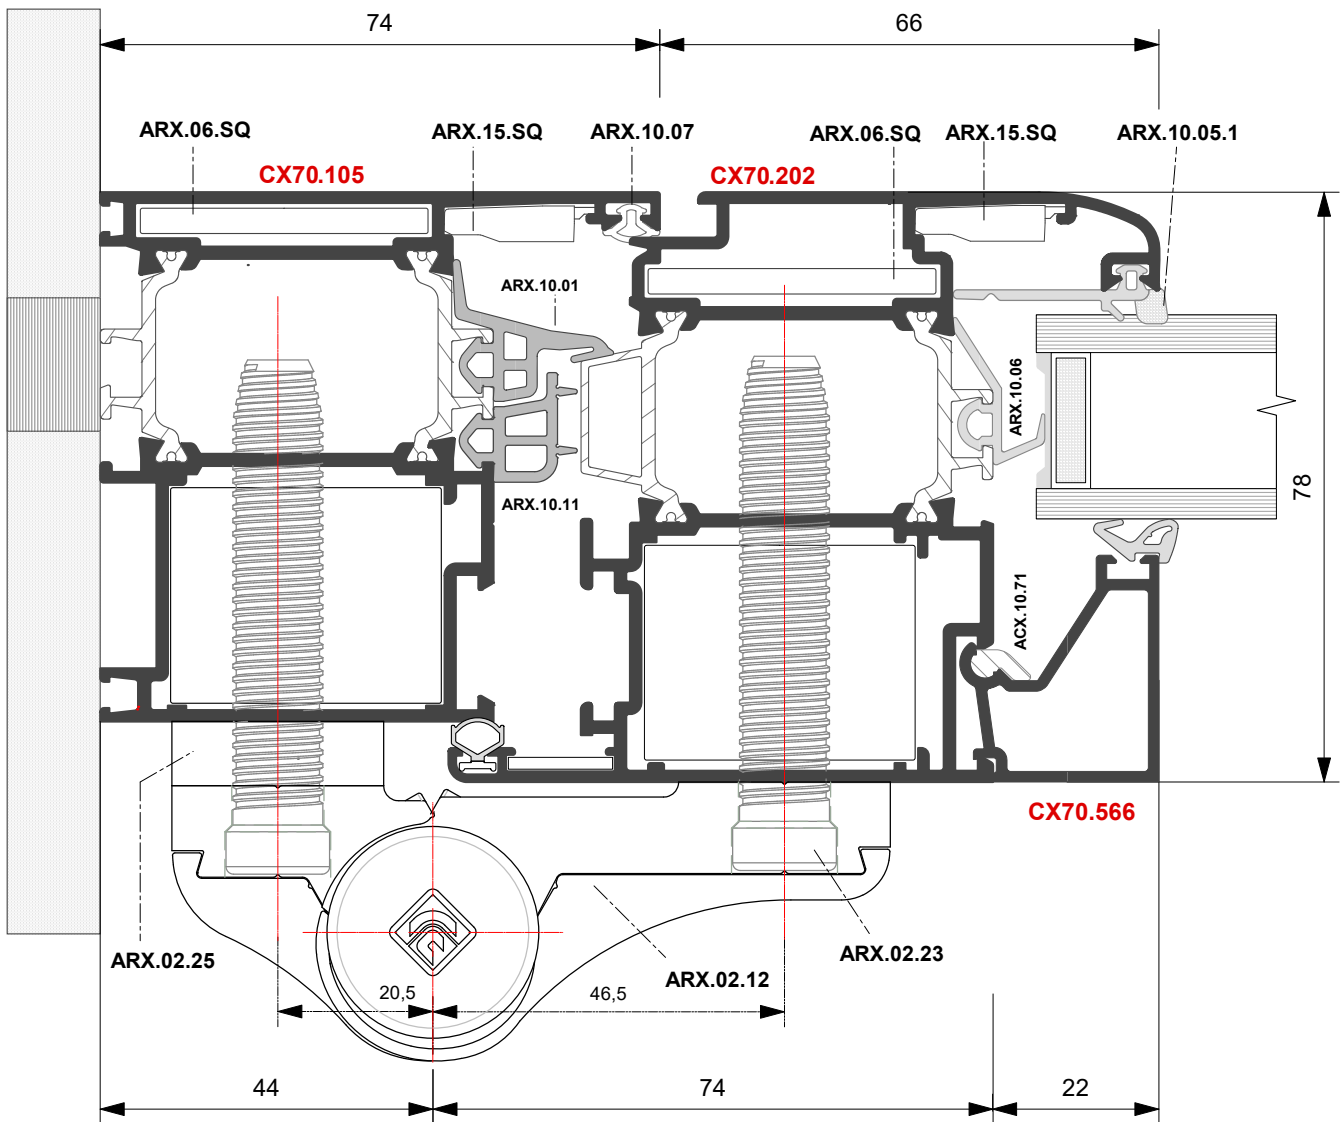 74
66
ARX.06.SQ
ARX.15.SQ
ARX.10.07
ARX.06.SQ
ARX.15.SQ
ARX.10.05.1
CX70.105
CX70.202
ARX.10.01
ARX.10.06
78
ARX.10.11
ACX.10.71
CX70.566
ARX.02.25
ARX.02.12
ARX.02.23
20,5
46,5
44
74
22